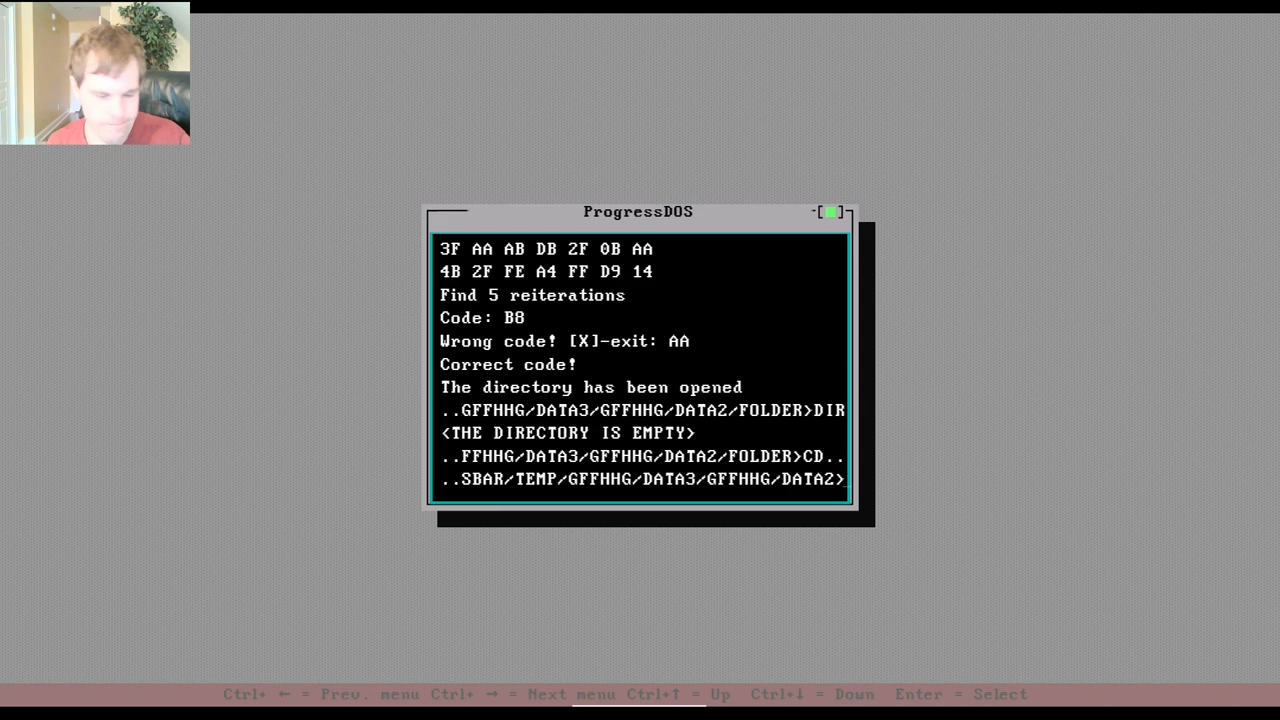 ProgressDOS
[■]
3F AA AB DB 2F 0B AA
4B 2F FE A4 FF D9 14
Find 5 reiterations
Code: B8
Wrong code! [X]-exit: AA
Correct code!
The directory has been opened
..GFFHHG/DATA3/GFFHHG/DATA2/FOLDER>DIR
<THE DIRECTORY IS EMPTY>
..FFHHG/DATA3/GFFHHG/DATA2/FOLDER>CD..
..SBAR/TEMP/GFFHHG/DATA3/GFFHHG/DATA2>_
Ctrl+ ← = Prev. menu Ctrl+ → = Next menu Ctrl+↑ = Up Ctrl+↓ = Down Enter = Select